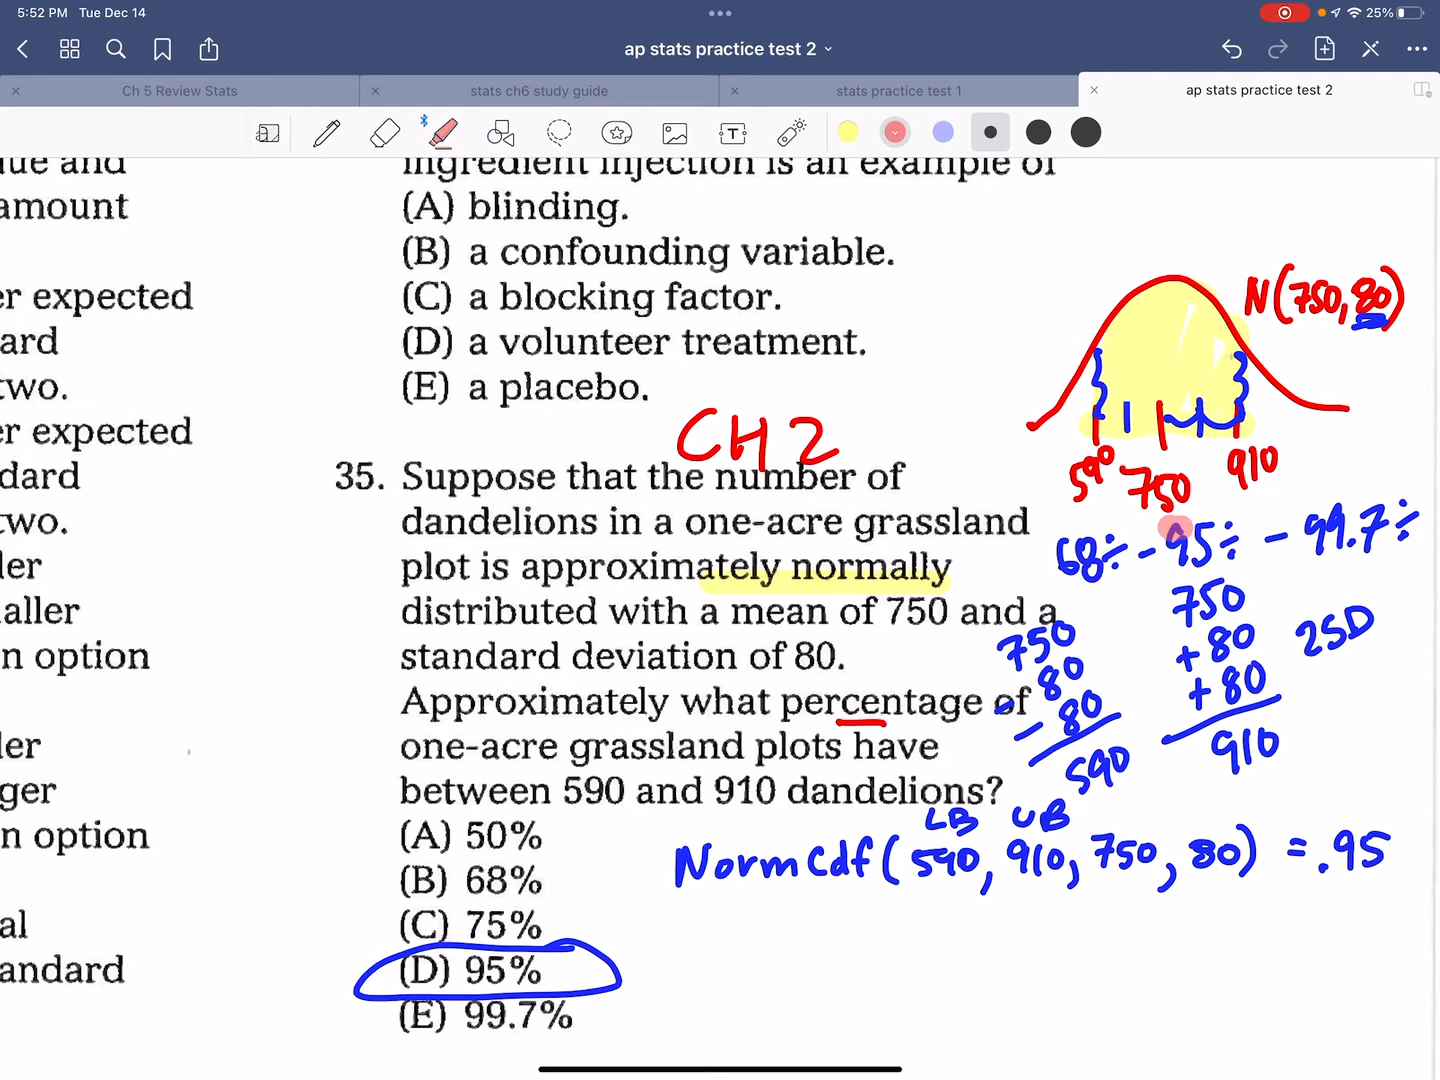 5:52 PM Tue Dec 14
25%
ap stats practice test 2
Ch 5 Review Stats
stats ch6 study guide
stats practice test 1
ap stats practice test 2
ue and
amount
er expected
ard
two.
er expected
dard
two.
ler
aller
n option
ler
ger
n option
al
andard
ingredient injection is an example of
(A) blinding.
(B) a confounding variable.
(C) a blocking factor.
(D) a volunteer treatment.
(E) a placebo.
CH 2
35. Suppose that the number of
dandelions in a one-acre grassland
plot is approximately normally
distributed with a mean of 750 and a
standard deviation of 80.
Approximately what percentage of
one-acre grassland plots have
between 590 and 910 dandelions?
(A) 50%
(B) 68%
(C) 75%
(D) 95%
(E) 99.7%
N(750, 80)
590 750 910
68÷ - 95÷ - 99.7÷
750
- 80
- 80
590
750
+ 80
+ 80
910
2SD
LB UB
NormCdf(590, 910, 750, 80) = .95